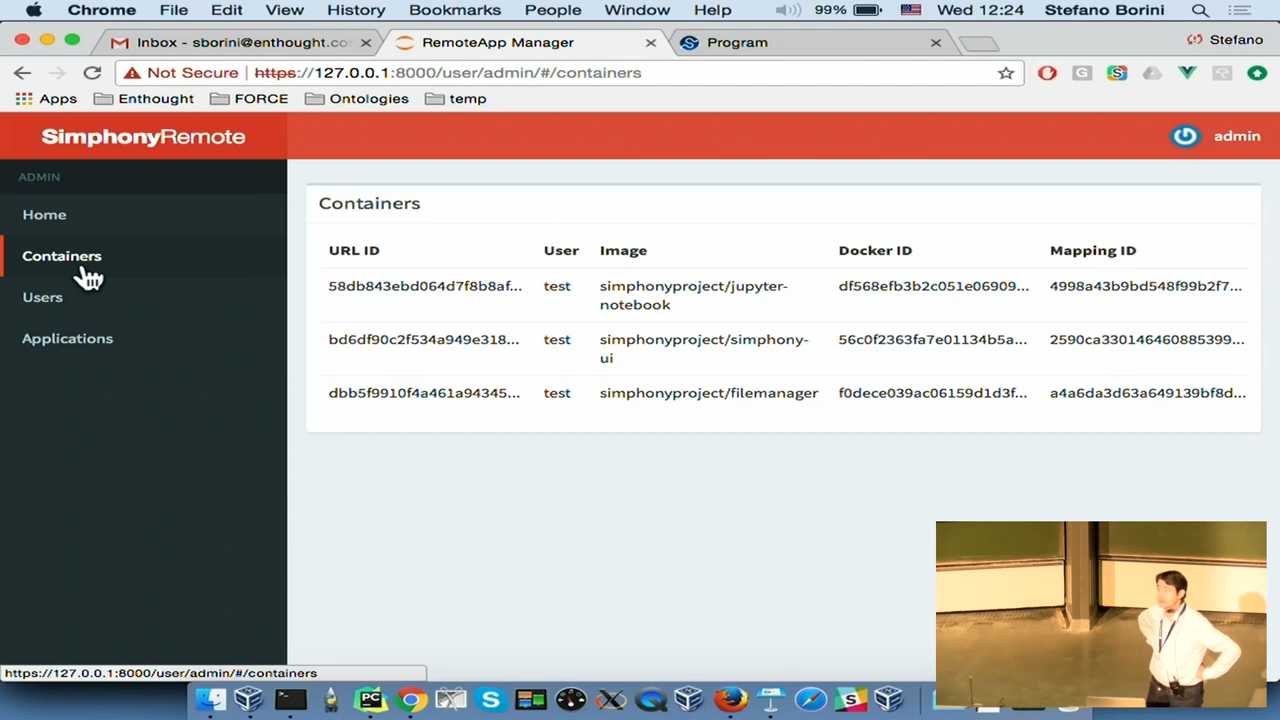 Chrome File Edit View History Bookmarks People Window Help 99% Wed 12:24 Stefano Borini
Inbox - sborini@enthought.co
RemoteApp Manager
Program
Stefano
Not Secure https://127.0.0.1:8000/user/admin/#/containers
Apps Enthought FORCE Ontologies temp
SimphonyRemote
admin
ADMIN
Home
Containers
Users
Applications
Containers
URL ID User Image Docker ID Mapping ID
58db843ebd064d7f8b8af... test simphonyproject/jupyter-notebook df568efb3b2c051e06909... 4998a43b9bd548f99b2f7...
bd6df90c2f534a949e318... test simphonyproject/simphony-ui 56c0f2363fa7e01134b5a... 2590ca330146460885399...
dbb5f9910f4a461a94345... test simphonyproject/filemanager f0dece039ac06159d1d3f... a4a6da3d63a649139bf8d...
https://127.0.0.1:8000/user/admin/#/containers